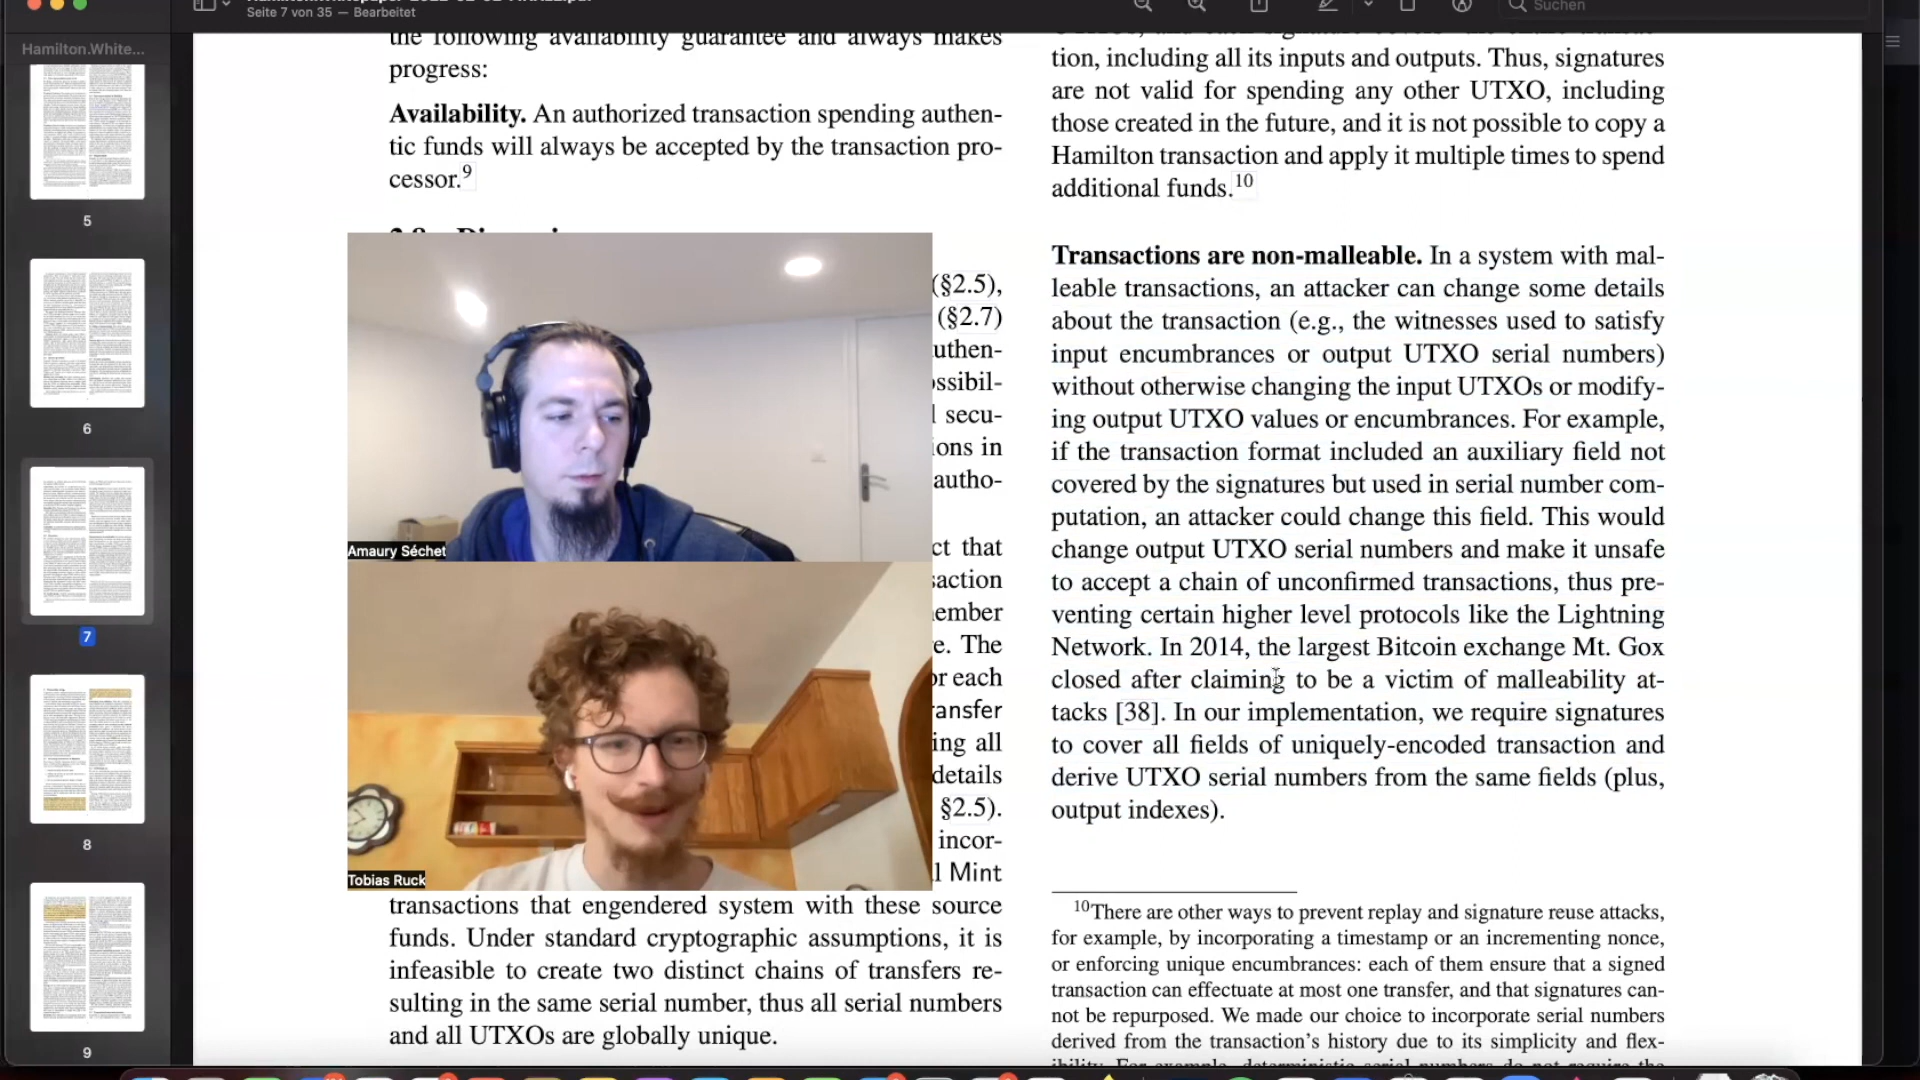 Seite 7 von 35 — Bearbeitet
Suchen
Hamilton.White...
5
6
7
8
9
the following availability guarantee and always makes
progress:
Availability. An authorized transaction spending authen-
tic funds will always be accepted by the transaction pro-
cessor.9
(§2.5),
(§2.7)
ions in
ct that
e. The
or each
ing all
§2.5).
incor-
Mint
Amaury Séchet
Tobias Ruck
transactions that engendered system with these source
funds. Under standard cryptographic assumptions, it is
infeasible to create two distinct chains of transfers re-
sulting in the same serial number, thus all serial numbers
and all UTXOs are globally unique.
tion, including all its inputs and outputs. Thus, signatures
are not valid for spending any other UTXO, including
those created in the future, and it is not possible to copy a
Hamilton transaction and apply it multiple times to spend
additional funds.10
Transactions are non-malleable. In a system with mal-
leable transactions, an attacker can change some details
about the transaction (e.g., the witnesses used to satisfy
input encumbrances or output UTXO serial numbers)
without otherwise changing the input UTXOs or modify-
ing output UTXO values or encumbrances. For example,
if the transaction format included an auxiliary field not
covered by the signatures but used in serial number com-
putation, an attacker could change this field. This would
change output UTXO serial numbers and make it unsafe
to accept a chain of unconfirmed transactions, thus pre-
venting certain higher level protocols like the Lightning
Network. In 2014, the largest Bitcoin exchange Mt. Gox
closed after claiming to be a victim of malleability at-
tacks [38]. In our implementation, we require signatures
to cover all fields of uniquely-encoded transaction and
derive UTXO serial numbers from the same fields (plus,
output indexes).
10There are other ways to prevent replay and signature reuse attacks,
for example, by incorporating a timestamp or an incrementing nonce,
or enforcing unique encumbrances: each of them ensure that a signed
transaction can effectuate at most one transfer, and that signatures can-
not be repurposed. We made our choice to incorporate serial numbers
derived from the transaction's history due to its simplicity and flex-